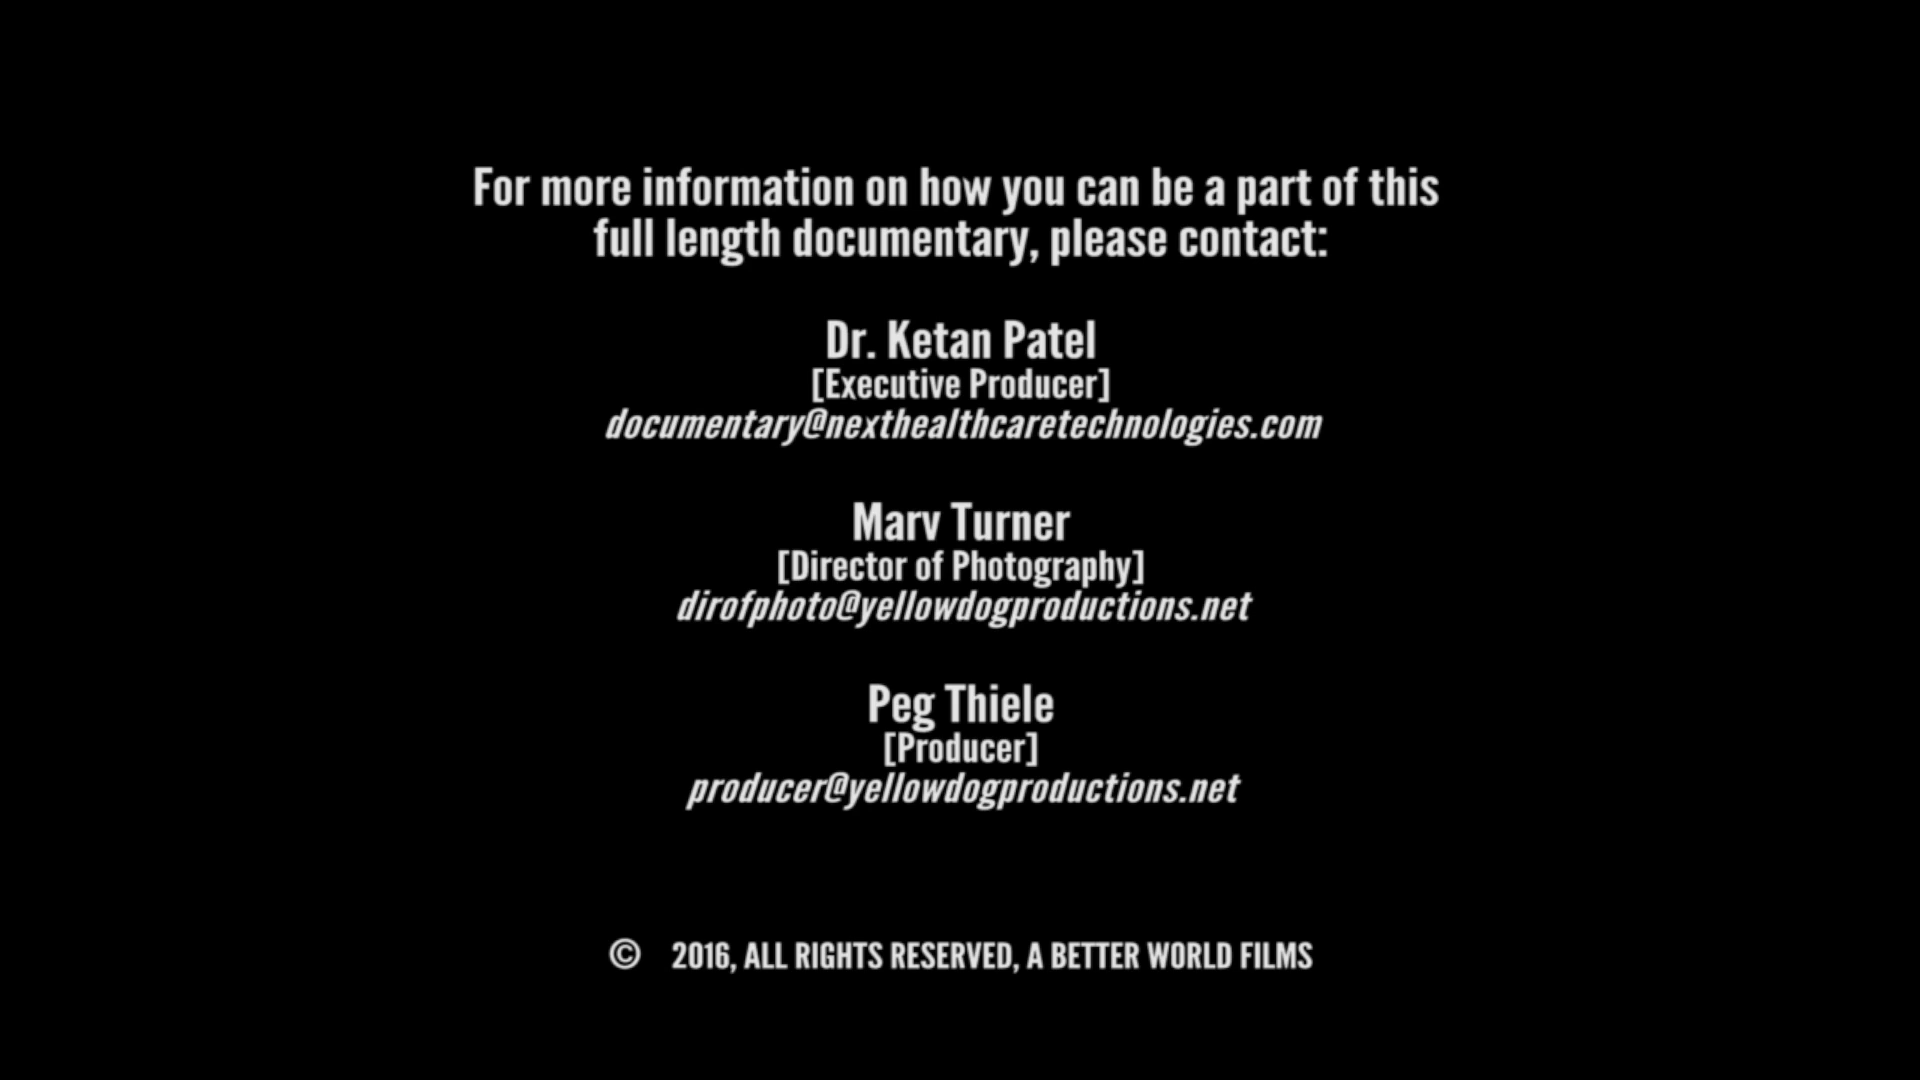 For more information on how you can be a part of this
full length documentary, please contact:
Dr. Ketan Patel
[Executive Producer]
documentary@nexthealthcaretechnologies.com
Marv Turner
[Director of Photography]
dirofphoto@yellowdogproductions.net
Peg Thiele
[Producer]
producer@yellowdogproductions.net
© 2016, ALL RIGHTS RESERVED, A BETTER WORLD FILMS